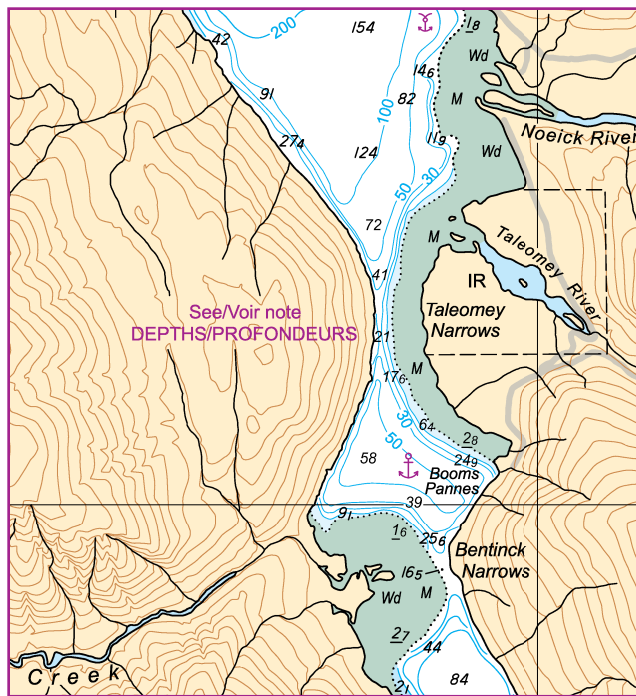 200
154
1₈
42
Wd
14₆
91
82
M
100
Noeick River
11₉
27₄
124
Wd
30
50
72
M
Taleomey River
41
IR
See/Voir note
DEPTHS/PROFONDEURS
Taleomey
Narrows
21
17₆
M
30
6₄
50
2₈
58
24₉
Booms
Pannes
39
9₁
1₆
25₆
Bentinck
Narrows
16₅
Wd
M
2₇
44
Creek
84
21